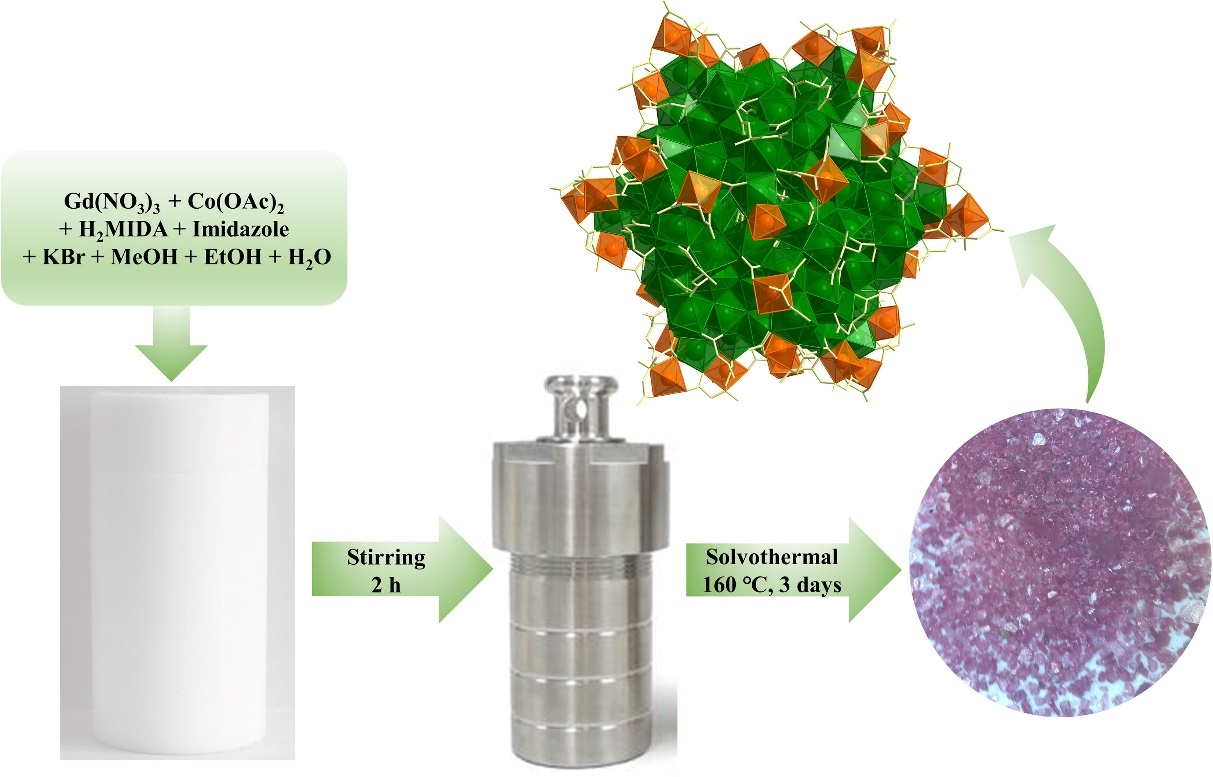 Gd(NO₃)₃ + Co(OAc)₂
+ H₂MIDA + Imidazole
+ KBr + MeOH + EtOH + H₂O
Stirring
2 h
Solvothermal
160 ℃, 3 days